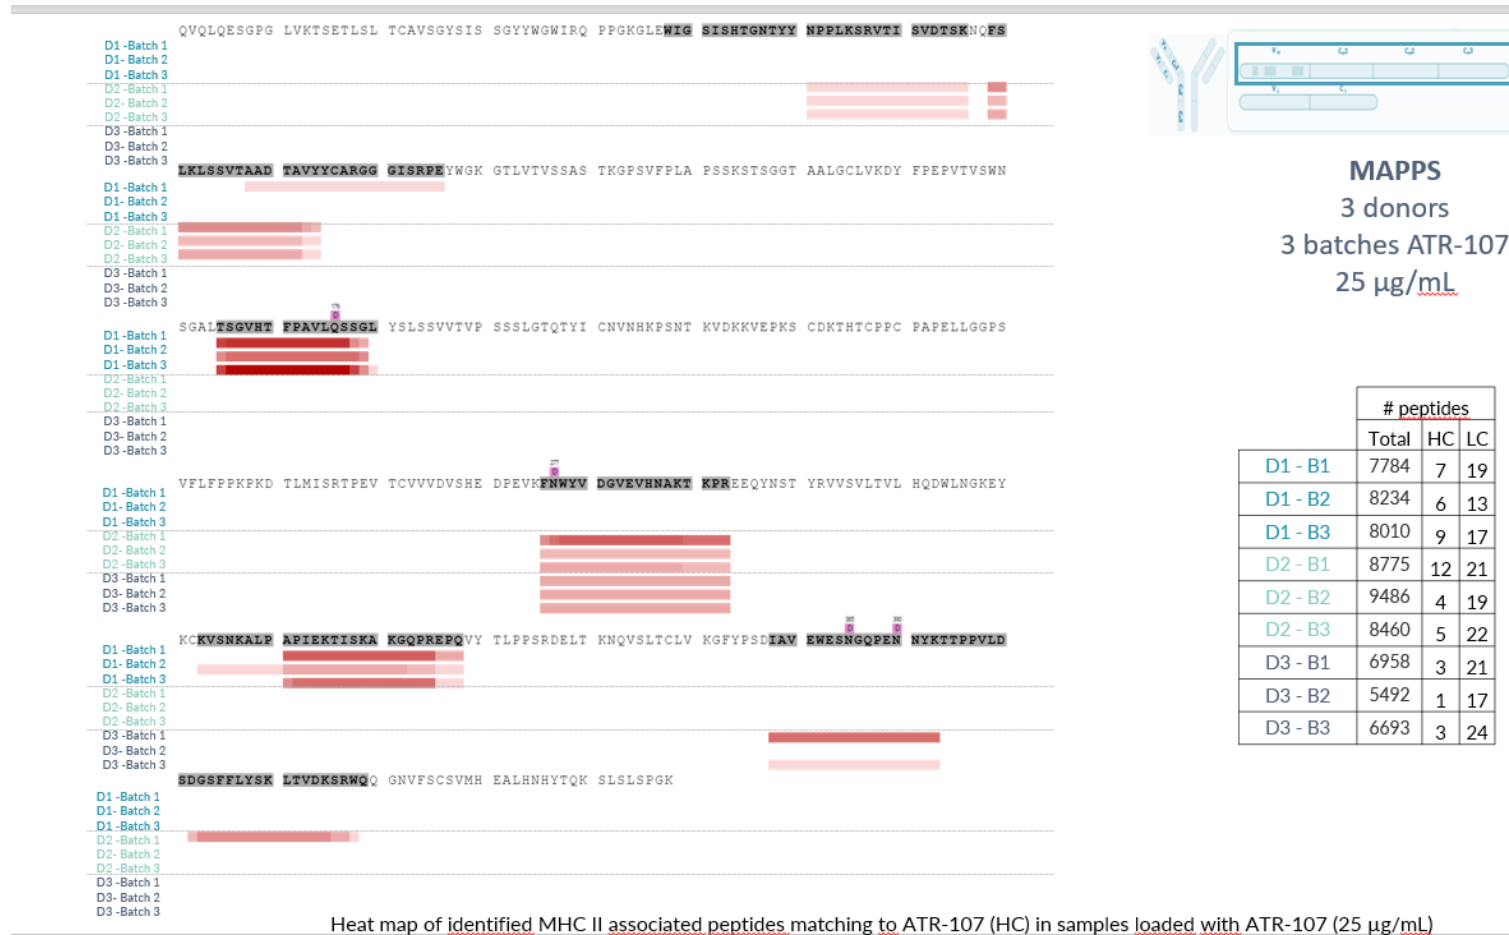 QVQLQESGPG LVKTSETLSL TCAVSGYSIS SGYYWGWIRQ PPGKGLEWIG SISHTGNTYY NPPLKSRVTI SVDTSKNQFS
D1 -Batch 1
D1- Batch 2
D1 -Batch 3
D2 -Batch 1
D2- Batch 2
D2 -Batch 3
D3 -Batch 1
D3- Batch 2
D3 -Batch 3
LKLSSVTAAD TAVYYCARGG GISRPEYWGK GTLVTVSSAS TKGPSVFPLA PSSKSTSGGT AALGCLVKDY FPEPVTVSWN
D1 -Batch 1
D1- Batch 2
D1 -Batch 3
D2 -Batch 1
D2- Batch 2
D2 -Batch 3
D3 -Batch 1
D3- Batch 2
D3 -Batch 3
D
SGALTSGVHT FPAVLQSSGL YSLSSVVTVP SSSLGTQTYI CNVNHKPSNT KVDKKVEPKS CDKTHTCPPC PAPELLGGPS
D1 -Batch 1
D1- Batch 2
D1 -Batch 3
D2 -Batch 1
D2- Batch 2
D2 -Batch 3
D3 -Batch 1
D3- Batch 2
D3 -Batch 3
D
VFLFPPKPKD TLMISRTPEV TCVVVDVSHE DPEVKFNWYV DGVEVHNAKT KPREEQYNST YRVVSVLTVL HQDWLNGKEY
D1 -Batch 1
D1- Batch 2
D1 -Batch 3
D2 -Batch 1
D2- Batch 2
D2 -Batch 3
D3 -Batch 1
D3- Batch 2
D3 -Batch 3
D D
KCKVSNKALP APIEKTISKA KGQPREPQVY TLPPSRDELT KNQVSLTCLV KGFYPSDIAV EWESNGQPEN NYKTTPPVLD
D1 -Batch 1
D1- Batch 2
D1 -Batch 3
D2 -Batch 1
D2- Batch 2
D2 -Batch 3
D3 -Batch 1
D3- Batch 2
D3 -Batch 3
SDGSFFLYSK LTVDKSRWQQ GNVFSCSVMH EALHNHYTQK SLSLSPGK
D1 -Batch 1
D1- Batch 2
D1 -Batch 3
D2 -Batch 1
D2- Batch 2
D2 -Batch 3
D3 -Batch 1
D3- Batch 2
D3 -Batch 3
MAPPS
3 donors
3 batches ATR-107
25 µg/mL
# peptides
Total HC LC
D1 - B1 7784 7 19
D1 - B2 8234 6 13
D1 - B3 8010 9 17
D2 - B1 8775 12 21
D2 - B2 9486 4 19
D2 - B3 8460 5 22
D3 - B1 6958 3 21
D3 - B2 5492 1 17
D3 - B3 6693 3 24
Heat map of identified MHC II associated peptides matching to ATR-107 (HC) in samples loaded with ATR-107 (25 µg/mL)